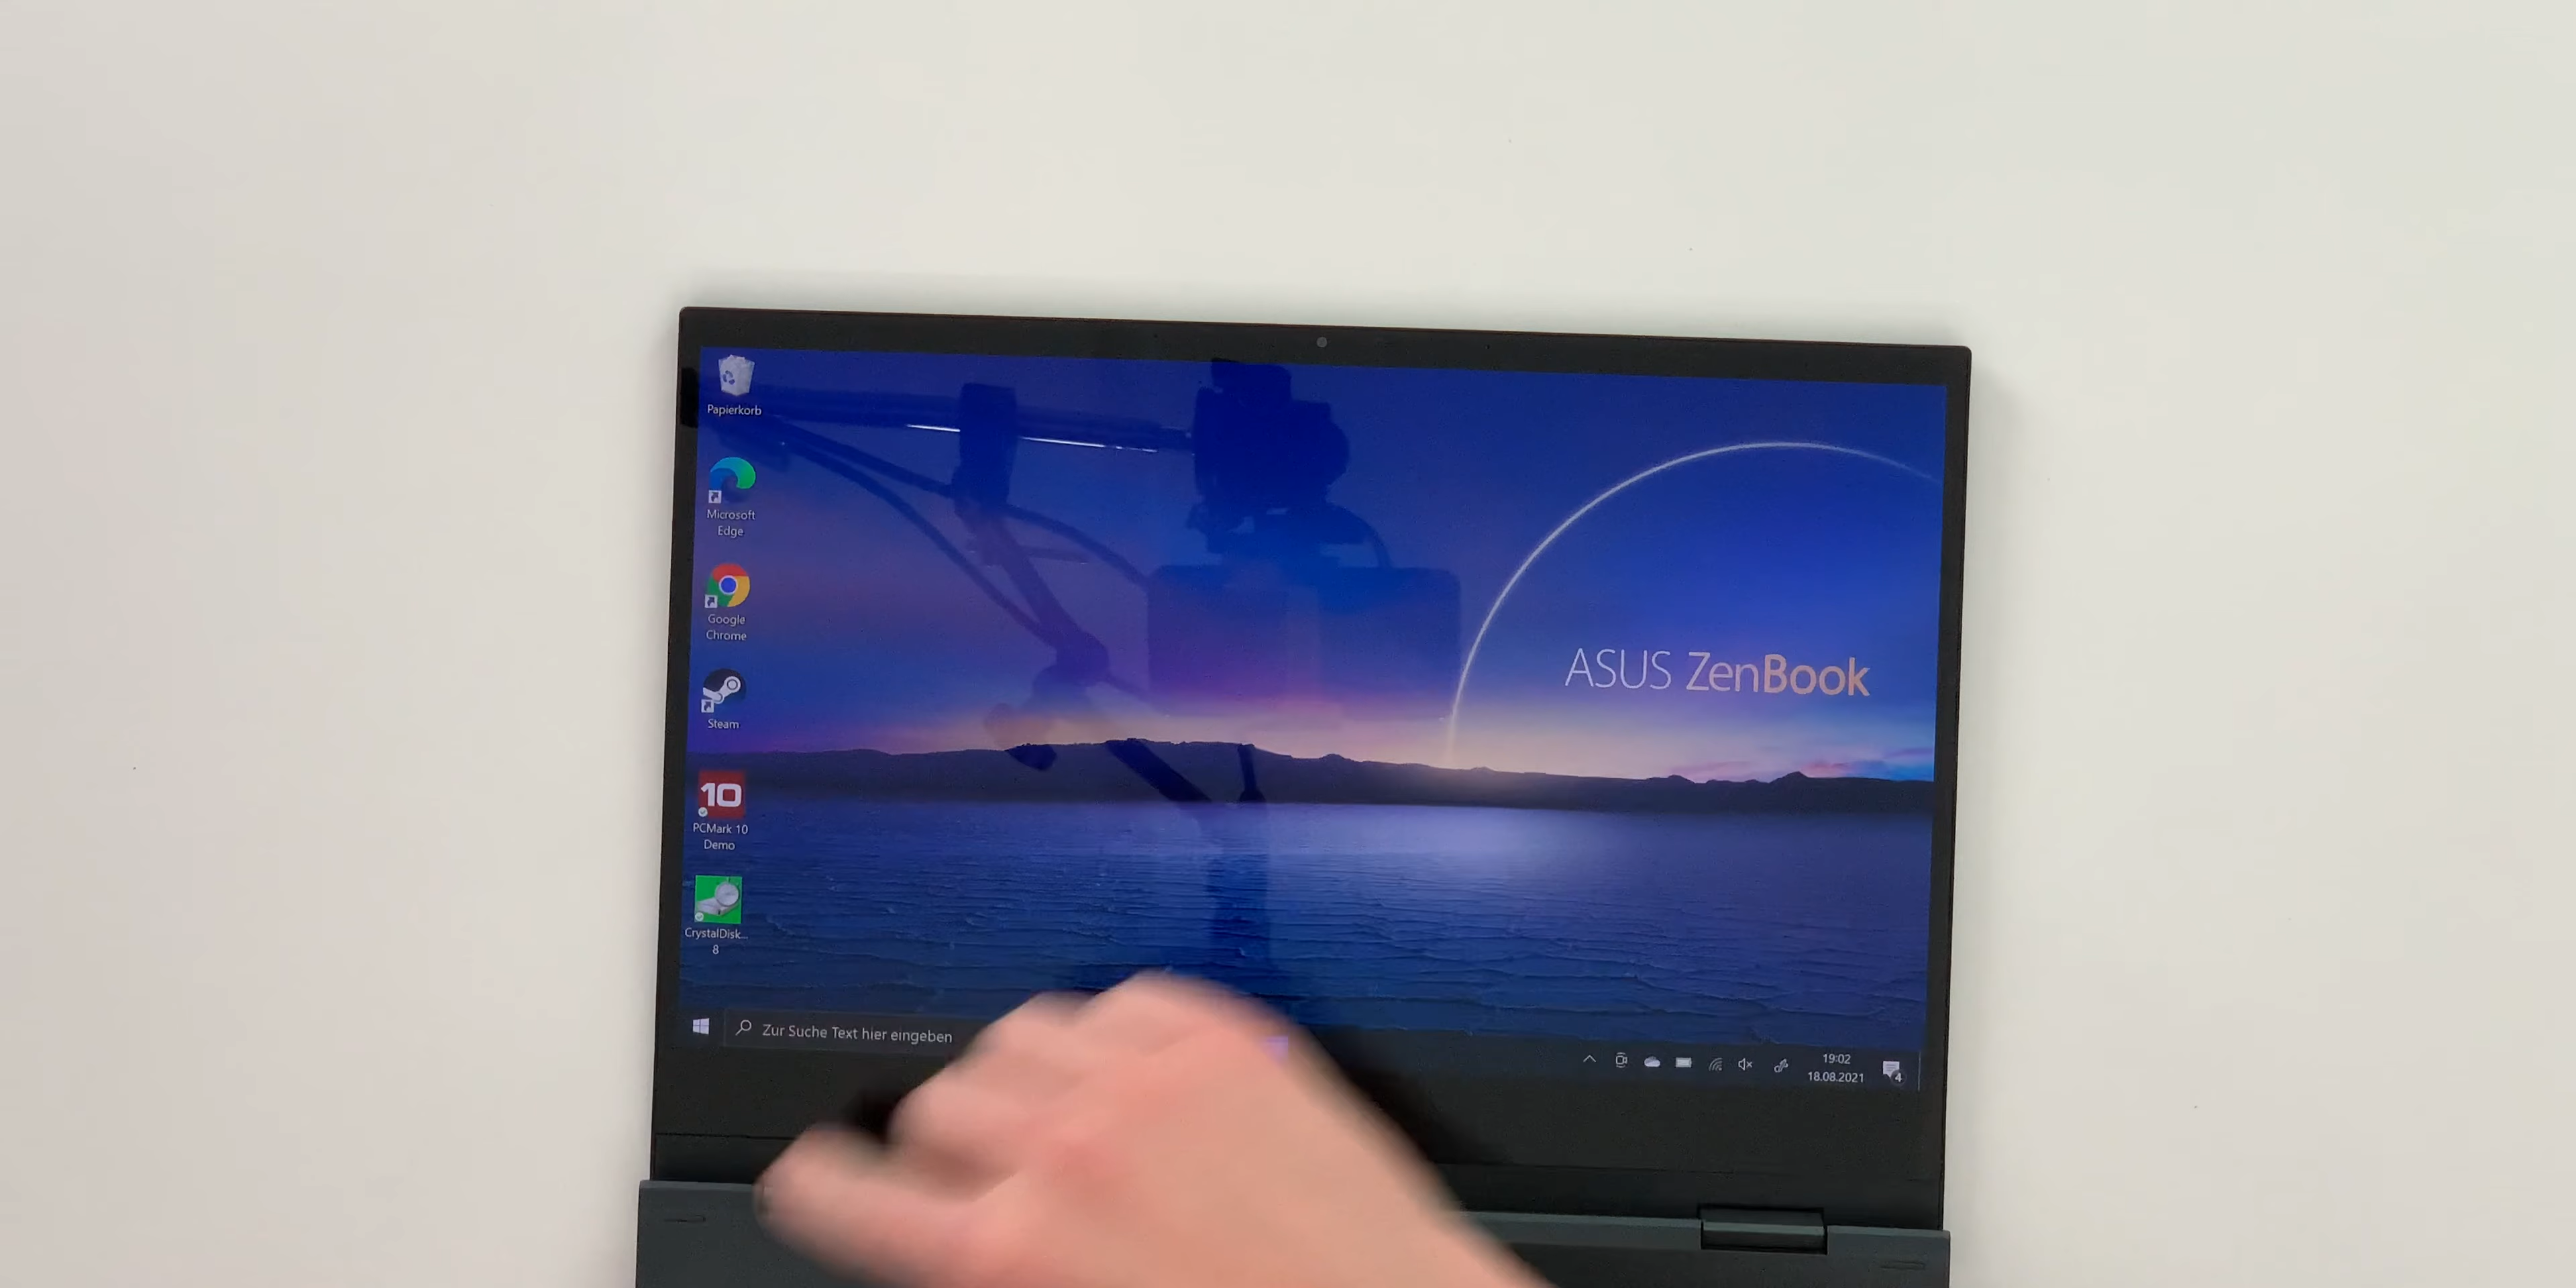 Papierkorb
Microsoft
Edge
Google
Chrome
Steam
10
PCMark 10
Demo
CrystalDisk...
8
ASUS ZenBook
Zur Suche Text hier eingeben
19:02
18.08.2021
4